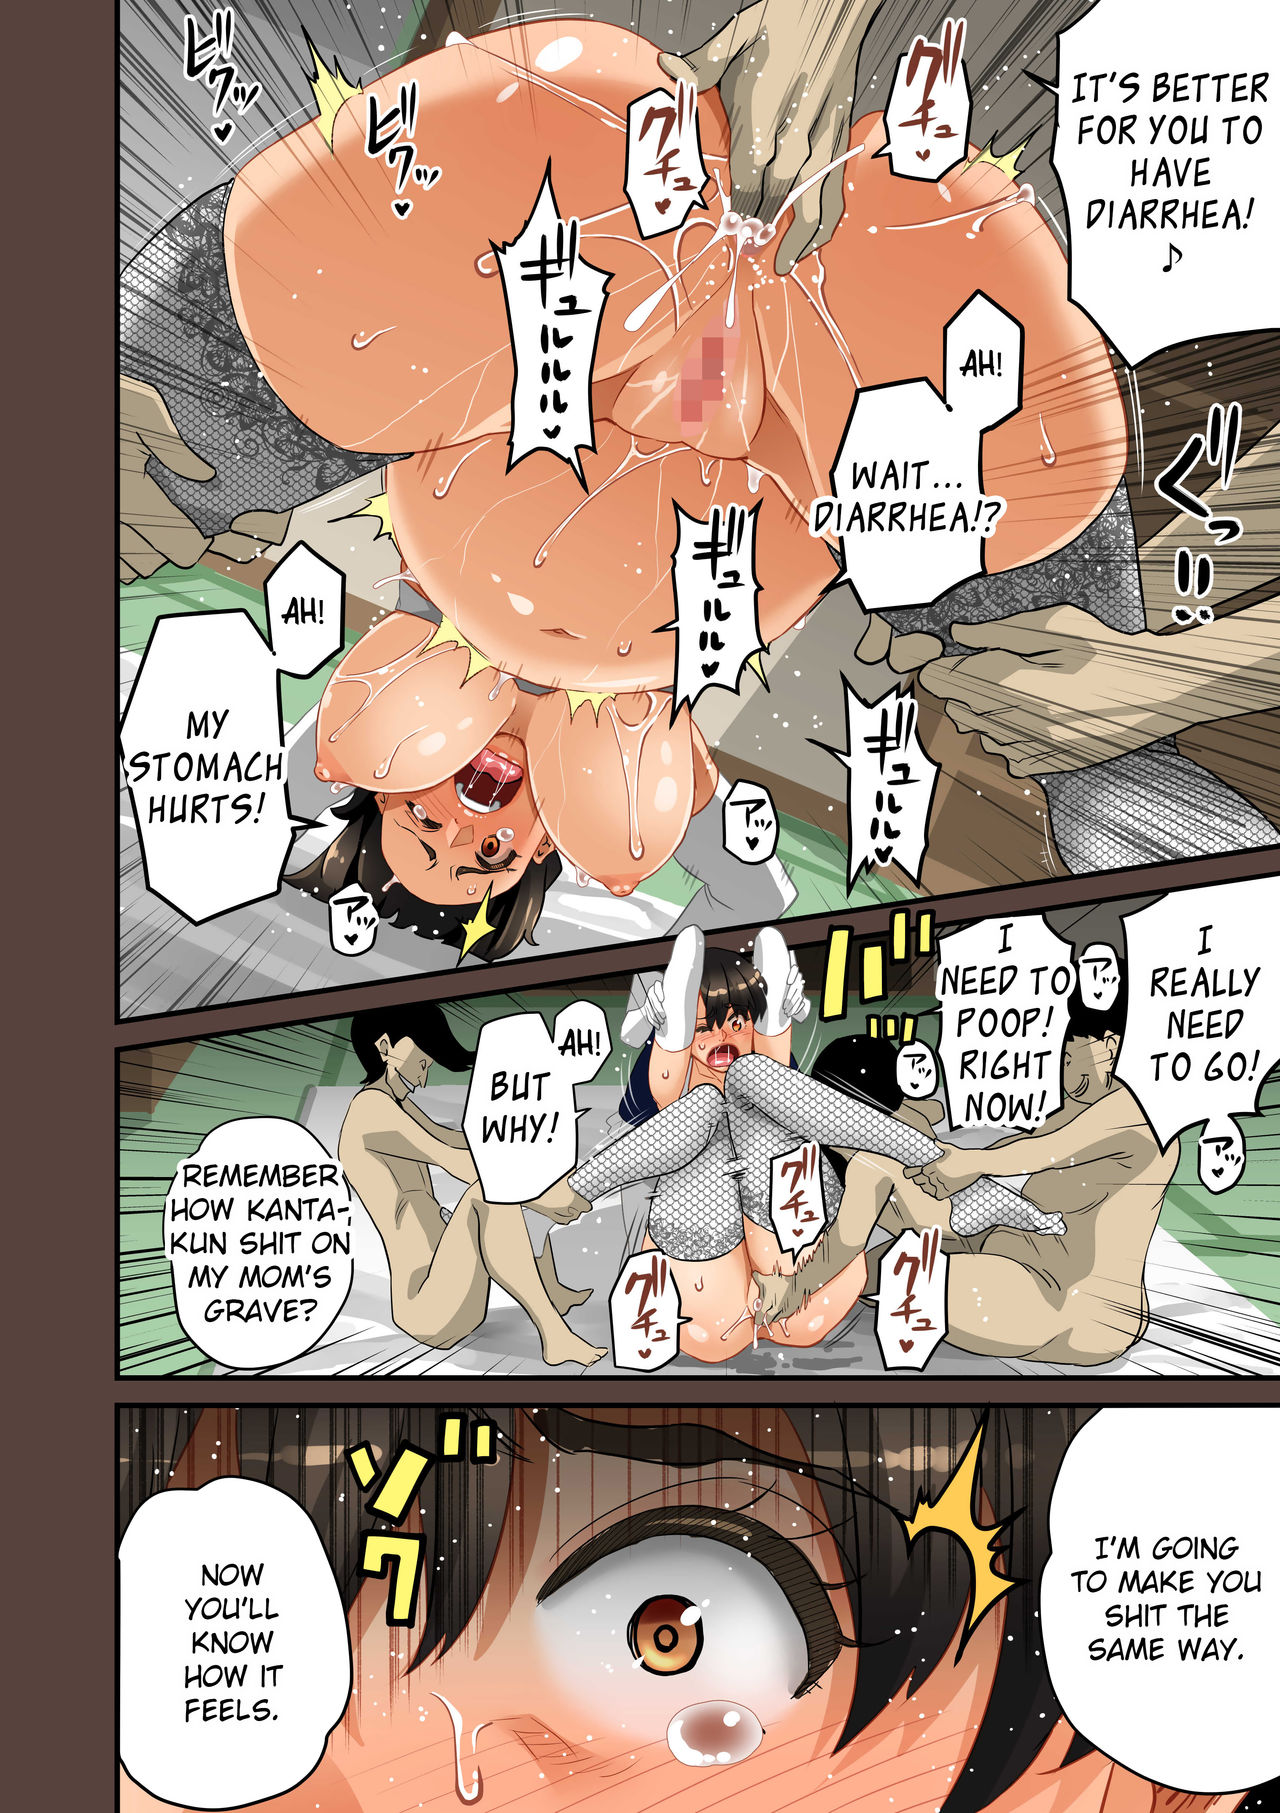 IT'S BETTER
FOR YOU TO
HAVE
DIARRHEA!
♪
グチュ♥
グチュ♥
ビクッ♥
ビクッ♥
AH!
WAIT...
DIARRHEA!?
ギュルルルル♥
ギュルルル♥
ギュルルル♥
ぐっ!!
AH!
MY
STOMACH
HURTS!
アッ♥
アッ♥
I
REALLY
NEED
TO GO!
アッ♥
アッ♥
I
NEED TO
POOP!
RIGHT
NOW!
アッ♥
AH!
BUT
WHY!
グチュ♥
グチュ♥
グチュ♥
REMEMBER
HOW KANTA-
KUN SHIT ON
MY MOM'S
GRAVE?
I'M GOING
TO MAKE YOU
SHIT THE
SAME WAY.
ゾク
NOW
YOU'LL
KNOW
HOW IT
FEELS.